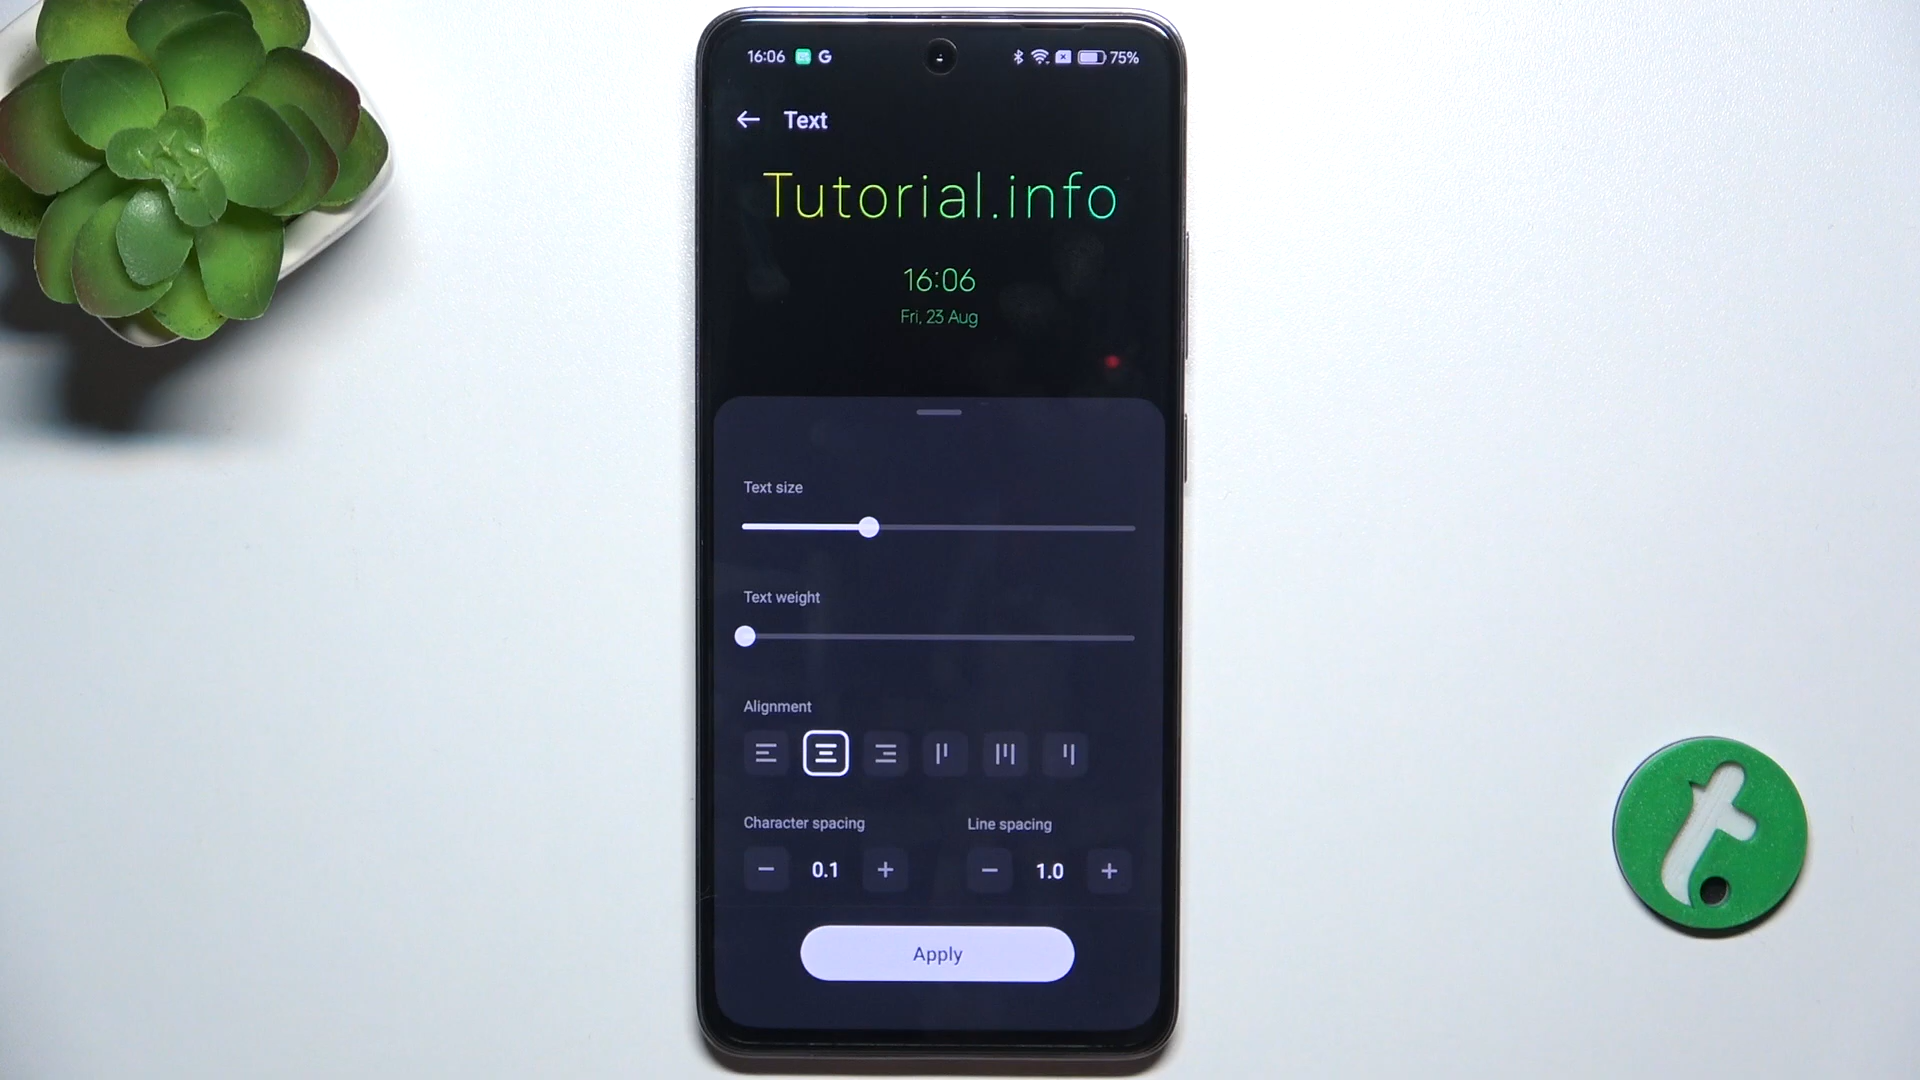 16:06 G 75%
Text
Tutorial.info
16:06
Fri, 23 Aug
Text size
Text weight
Alignment
Character spacing Line spacing
− 0.1 + − 1.0 +
Apply
t